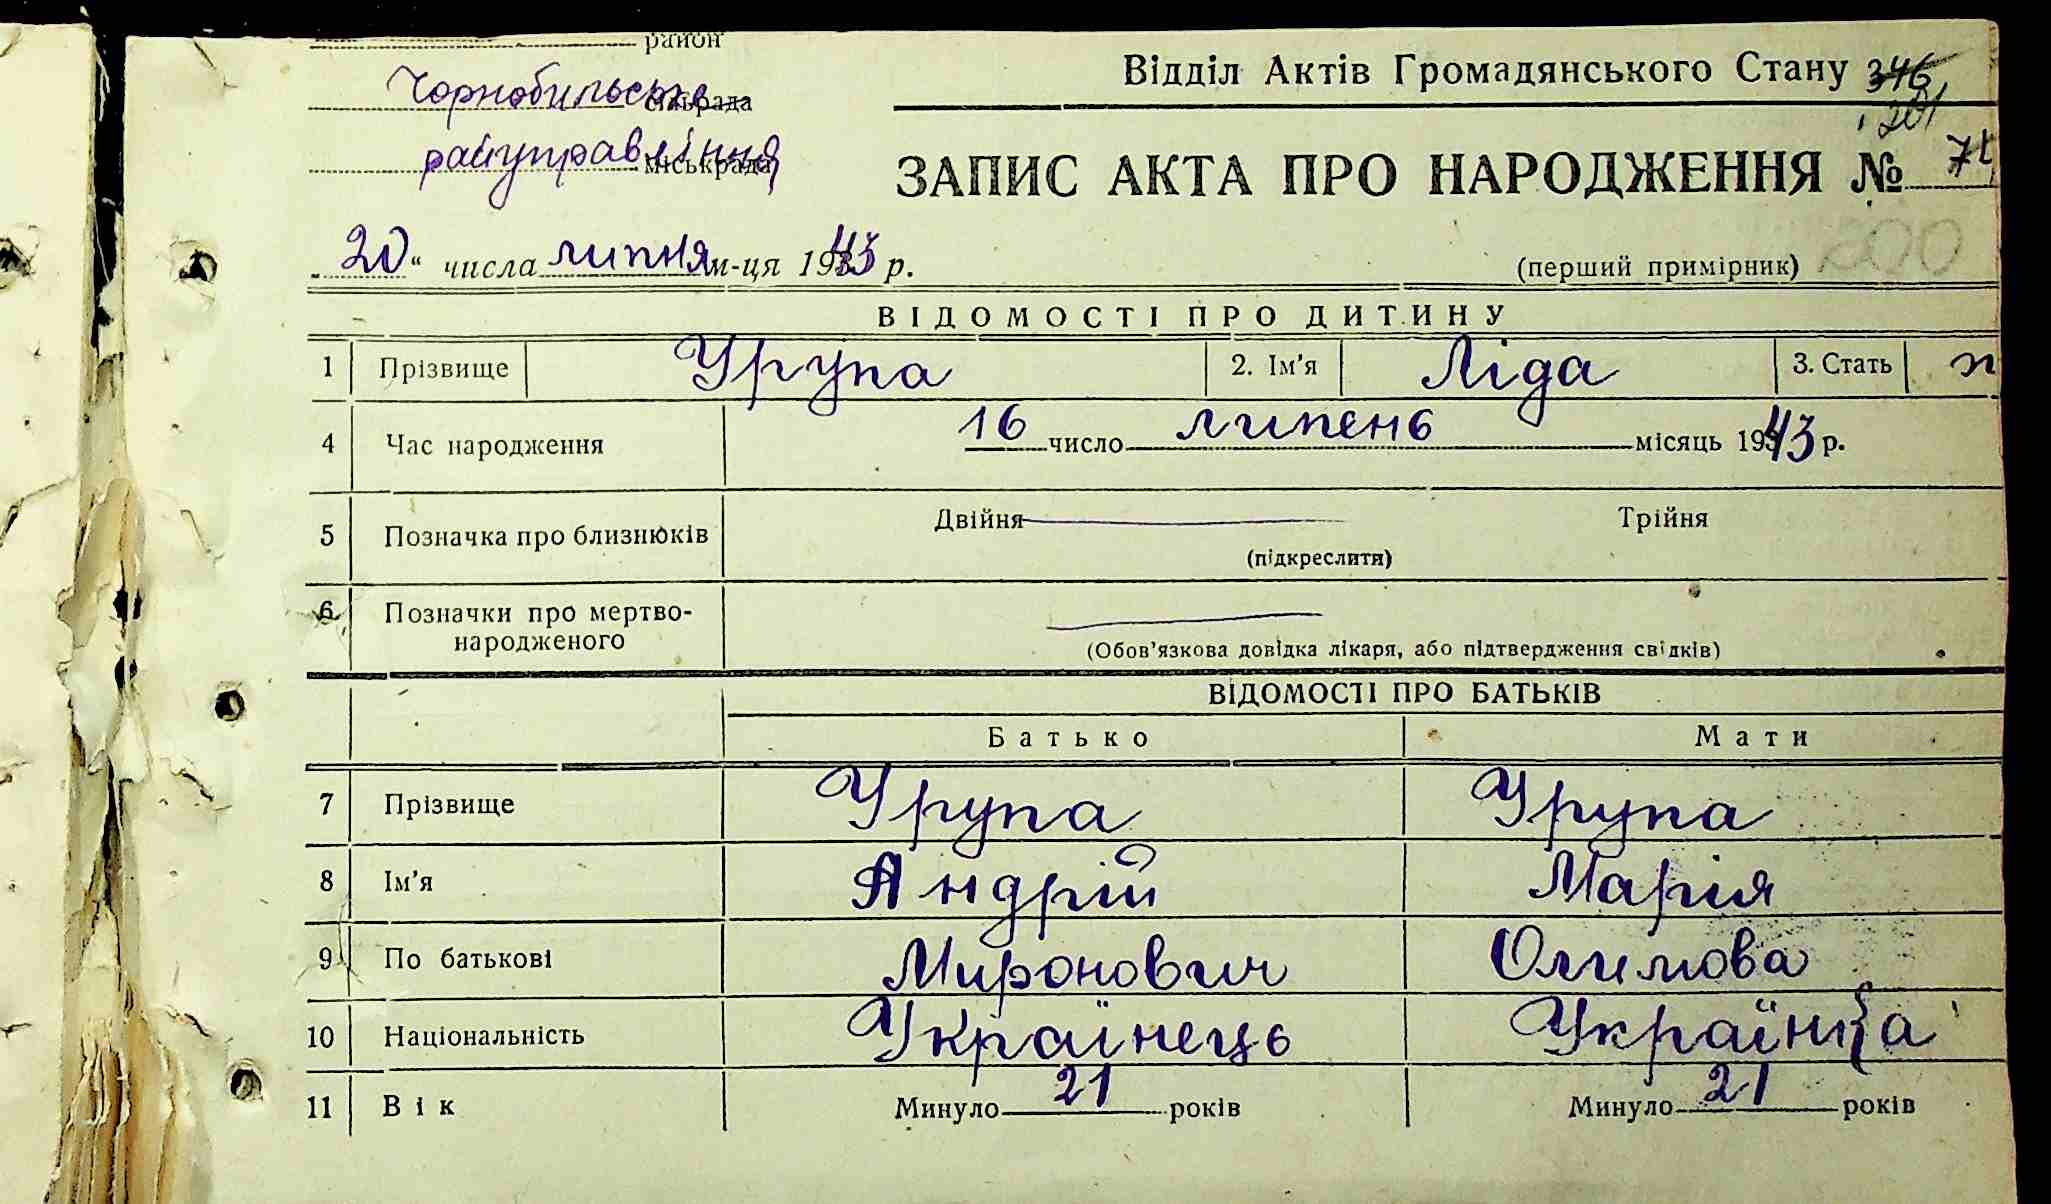 район
Чорнобильське сільрада
райуправління міськрада
Відділ Актів Громадянського Стану 346
201
ЗАПИС АКТА ПРО НАРОДЖЕННЯ №
„20“ числа липня м-ця 1943 р.
(перший примірник) 200
ВІДОМОСТІ ПРО ДИТИНУ
1 Прізвище Урупа 2. Ім'я Ліда 3. Стать
4 Час народження 16 число липень місяць 1943 р.
5 Позначка про близнюків Двійня Трійня
(підкреслити)
6 Позначки про мертво-
народженого
(Обов'язкова довідка лікаря, або підтвердження свідків)
ВІДОМОСТІ ПРО БАТЬКІВ
Батько Мати
7 Прізвище Урупа Урупа
8 Ім'я Андрій Марія
9 По батькові Миронович Олимова
10 Національність Українець Українка
11 Вік Минуло 21 років Минуло 21 років